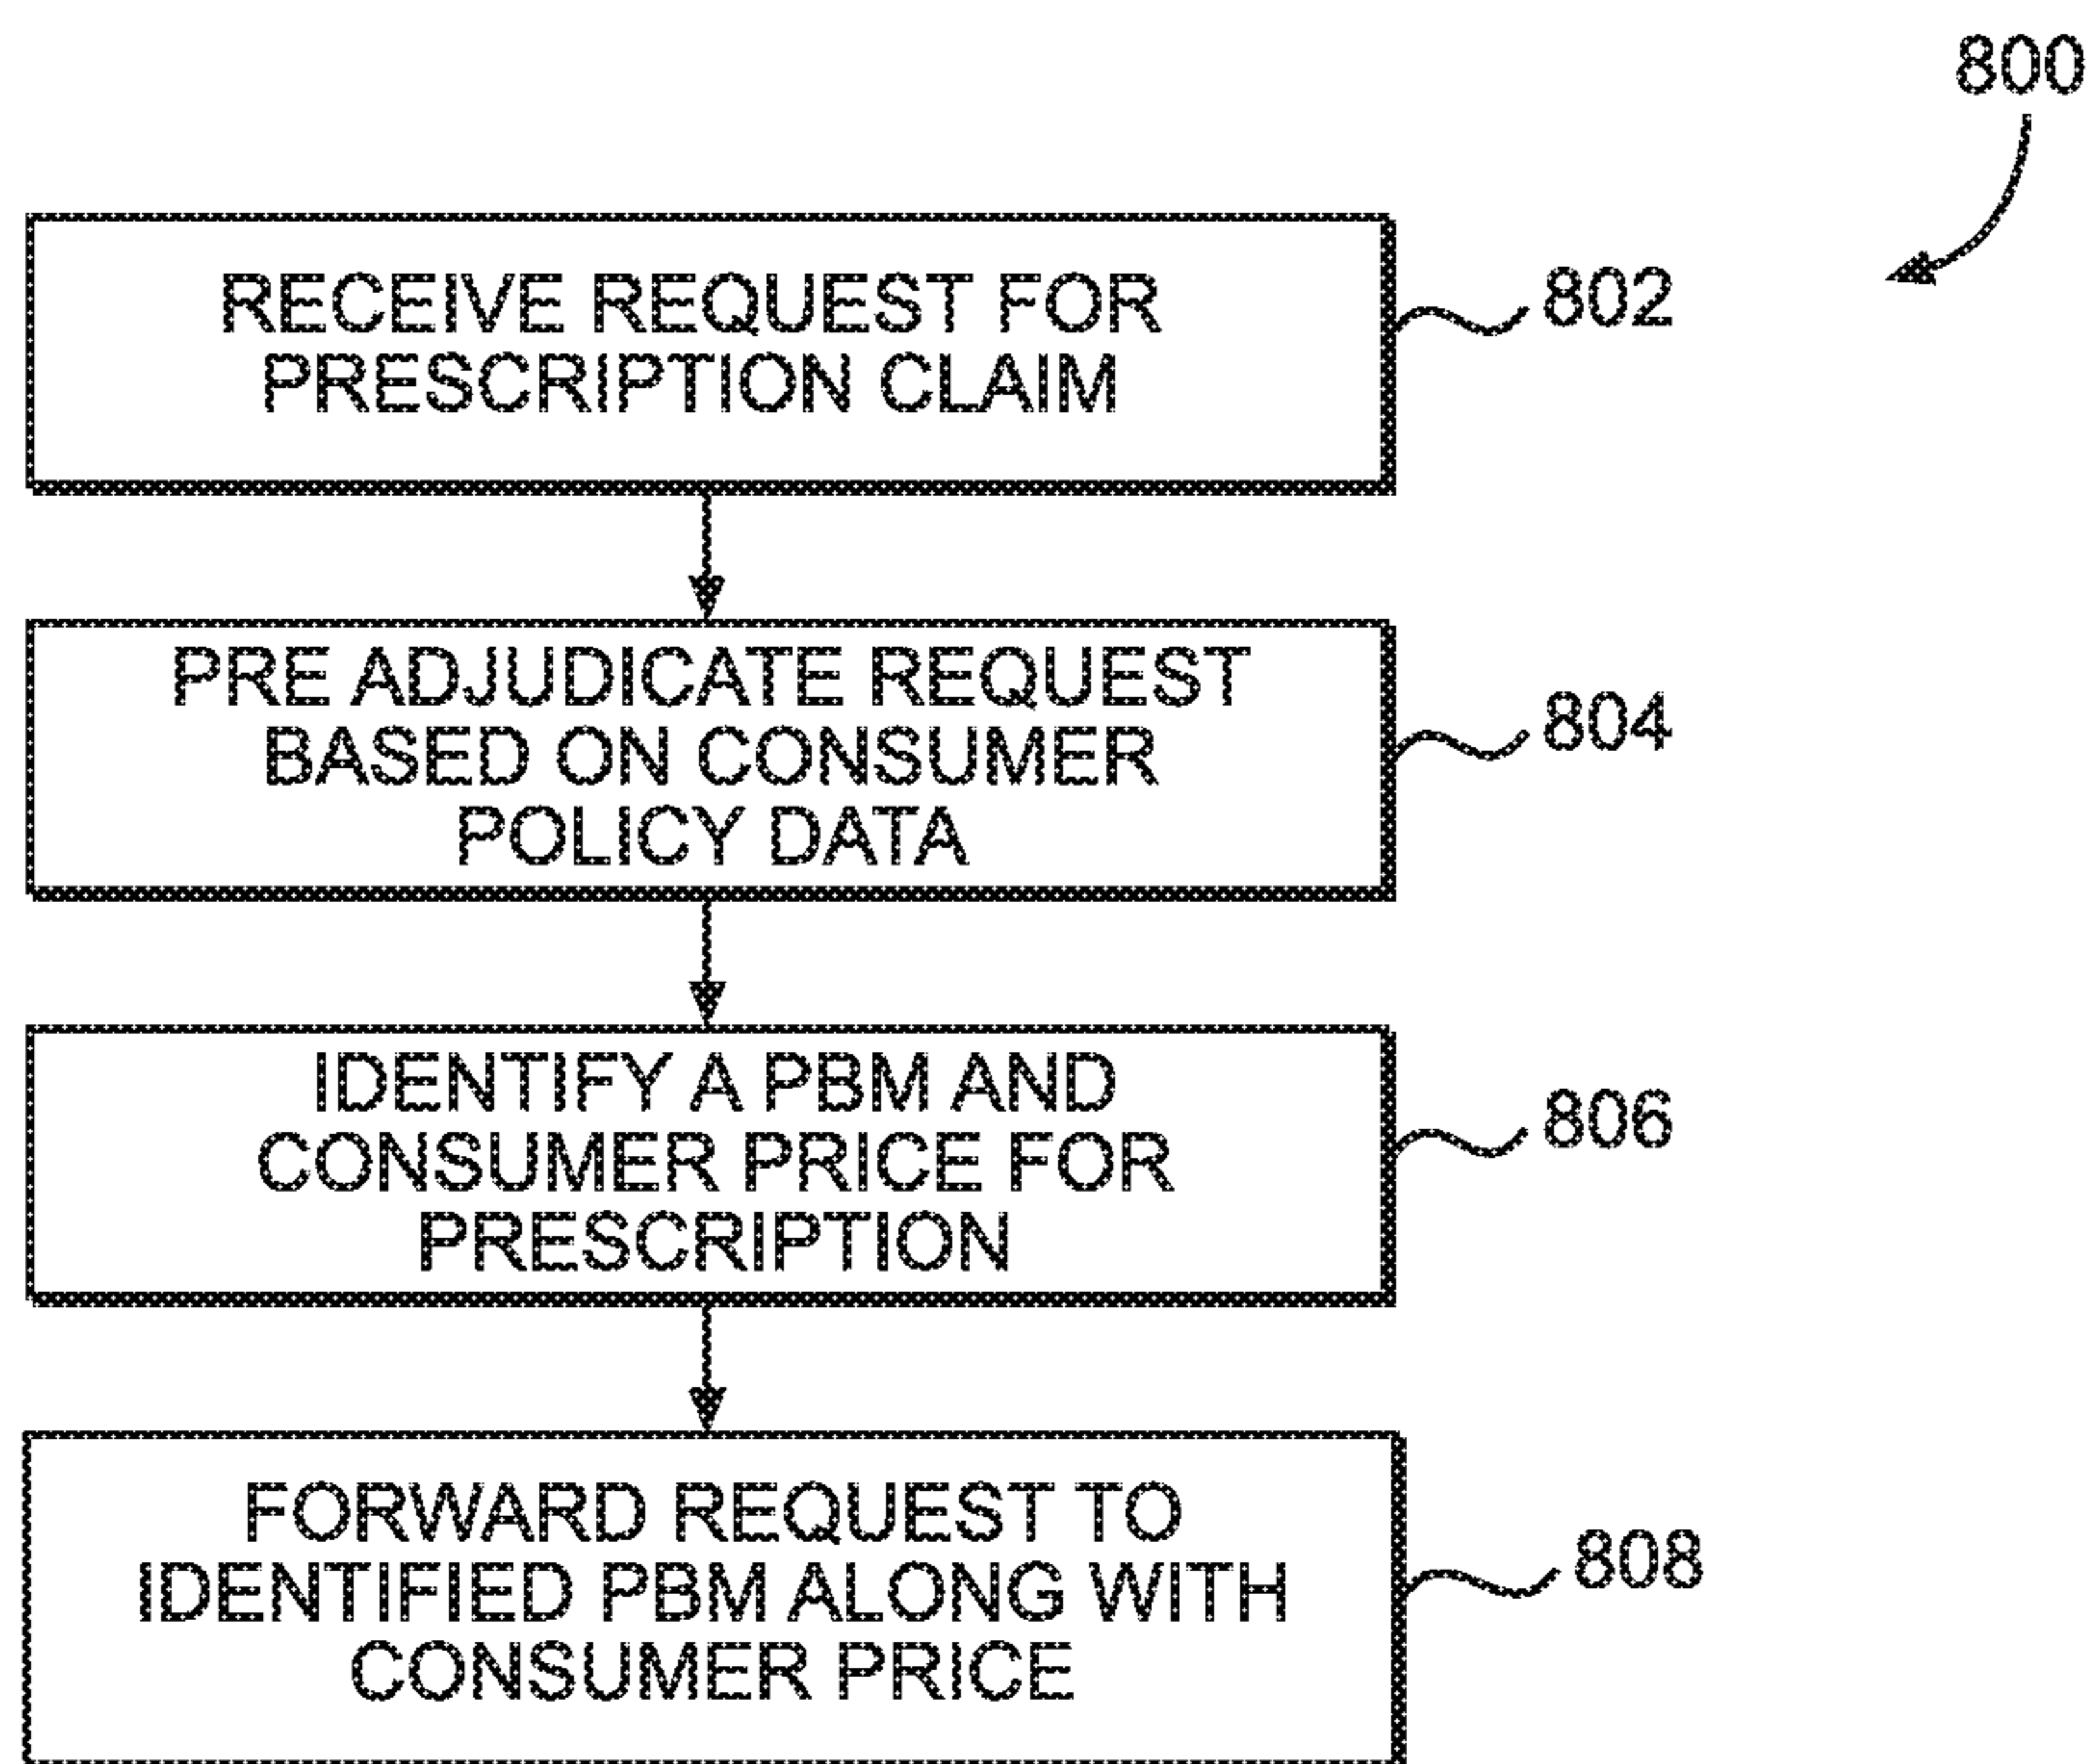 800
RECEIVE REQUEST FOR
PRESCRIPTION CLAIM
802
PRE ADJUDICATE REQUEST
BASED ON CONSUMER
POLICY DATA
804
IDENTIFY A PBM AND
CONSUMER PRICE FOR
PRESCRIPTION
806
FORWARD REQUEST TO
IDENTIFIED PBM ALONG WITH
CONSUMER PRICE
808